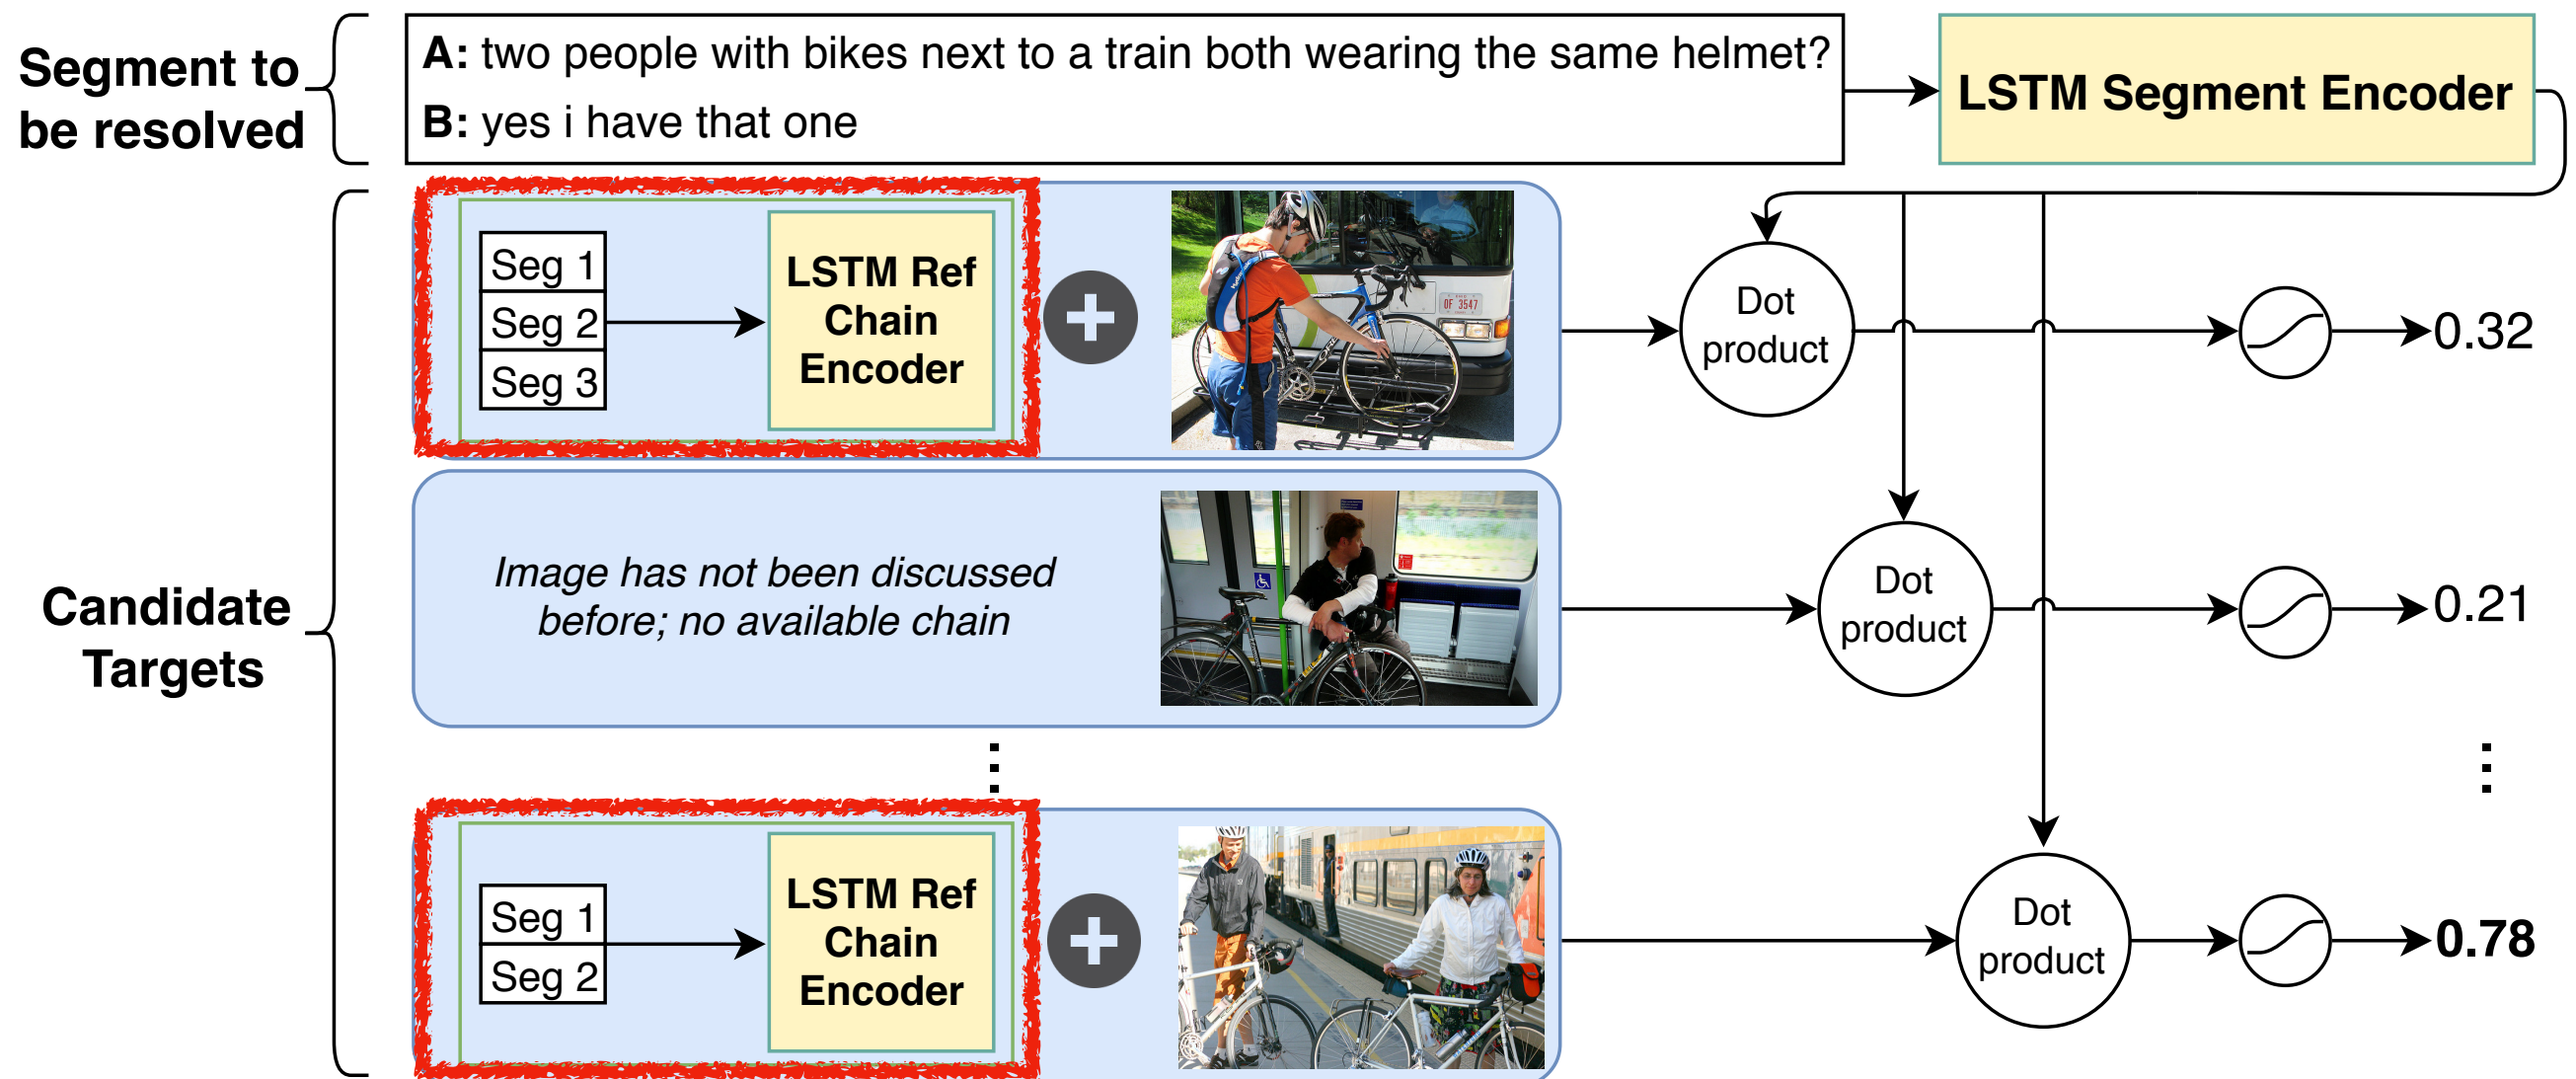 Segment to
be resolved
A: two people with bikes next to a train both wearing the same helmet?
B: yes i have that one
LSTM Segment Encoder
Candidate
Targets
Seg 1
Seg 2
Seg 3
LSTM Ref
Chain
Encoder
+
OF 3547
Dot
product
0.32
Image has not been discussed
before; no available chain
Dot
product
0.21
Seg 1
Seg 2
LSTM Ref
Chain
Encoder
+
Dot
product
0.78